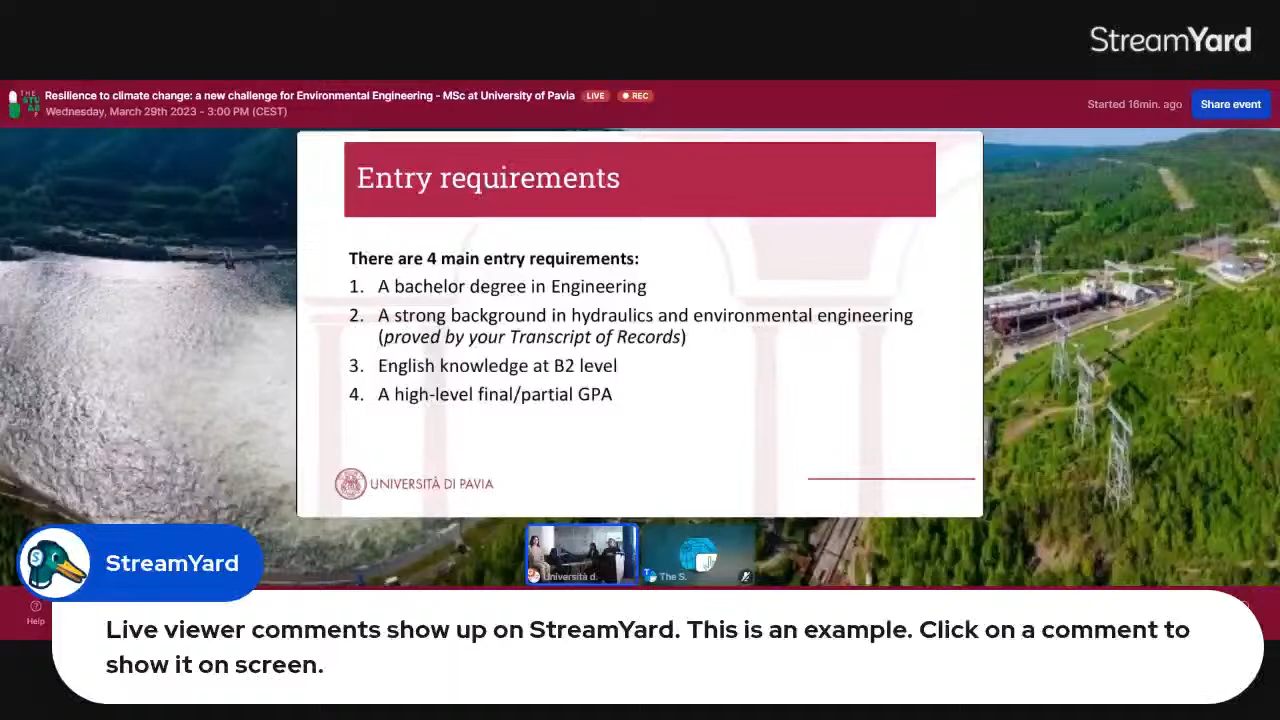 StreamYard
THE
STU
Resilience to climate change: a new challenge for Environmental Engineering - MSc at University of Pavia LIVE REC
Wednesday, March 29th 2023 - 3:00 PM (CEST)
Started 16min. ago Share event
Entry requirements
There are 4 main entry requirements:
1. A bachelor degree in Engineering
2. A strong background in hydraulics and environmental engineering
(proved by your Transcript of Records)
3. English knowledge at B2 level
4. A high-level final/partial GPA
UNIVERSITÀ DI PAVIA
Università d.
The S.
StreamYard
Help
Live viewer comments show up on StreamYard. This is an example. Click on a comment to
show it on screen.